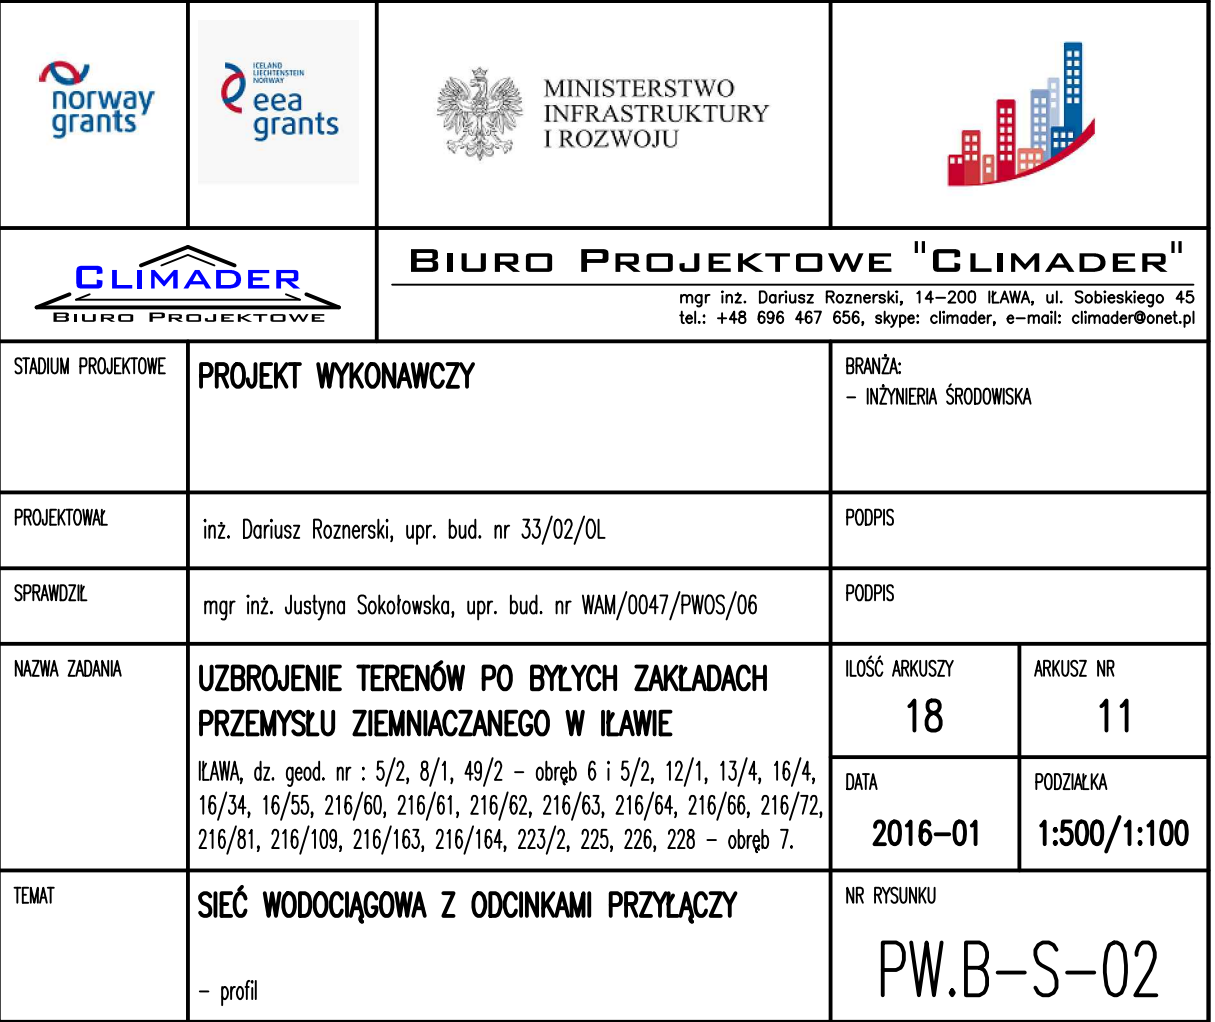 norway
grants
ICELAND
LIECHTENSTEIN
NORWAY
eea
grants
MINISTERSTWO
INFRASTRUKTURY
I ROZWOJU
CLIMADER
BIURO PROJEKTOWE
BIURO PROJEKTOWE "CLIMADER"
mgr inż. Dariusz Roznerski, 14-200 IŁAWA, ul. Sobieskiego 45
tel.: +48 696 467 656, skype: climader, e-mail: climader@onet.pl
STADIUM PROJEKTOWE
PROJEKT WYKONAWCZY
BRANŻA:
- INŻYNIERIA ŚRODOWISKA
PROJEKTOWAŁ
inż. Dariusz Roznerski, upr. bud. nr 33/02/OL
PODPIS
SPRAWDZIŁ
mgr inż. Justyna Sokołowska, upr. bud. nr WAM/0047/PWOS/06
PODPIS
NAZWA ZADANIA
UZBROJENIE TERENÓW PO BYŁYCH ZAKŁADACH
PRZEMYSŁU ZIEMNIACZANEGO W IŁAWIE
IŁAWA, dz. geod. nr : 5/2, 8/1, 49/2 - obręb 6 i 5/2, 12/1, 13/4, 16/4,
16/34, 16/55, 216/60, 216/61, 216/62, 216/63, 216/64, 216/66, 216/72,
216/81, 216/109, 216/163, 216/164, 223/2, 225, 226, 228 - obręb 7.
ILOŚĆ ARKUSZY
18
ARKUSZ NR
11
DATA
2016-01
PODZIAŁKA
1:500/1:100
TEMAT
SIEĆ WODOCIĄGOWA Z ODCINKAMI PRZYŁĄCZY
- profil
NR RYSUNKU
PW.B-S-02